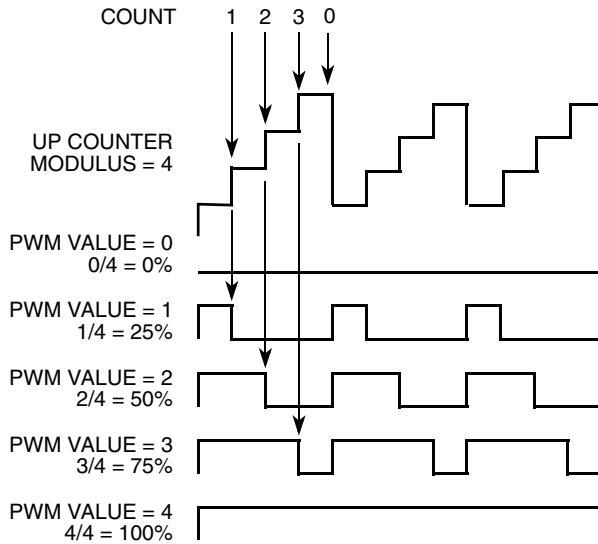 COUNT 1 2 3 0
UP COUNTER
MODULUS = 4
PWM VALUE = 0
0/4 = 0%
PWM VALUE = 1
1/4 = 25%
PWM VALUE = 2
2/4 = 50%
PWM VALUE = 3
3/4 = 75%
PWM VALUE = 4
4/4 = 100%